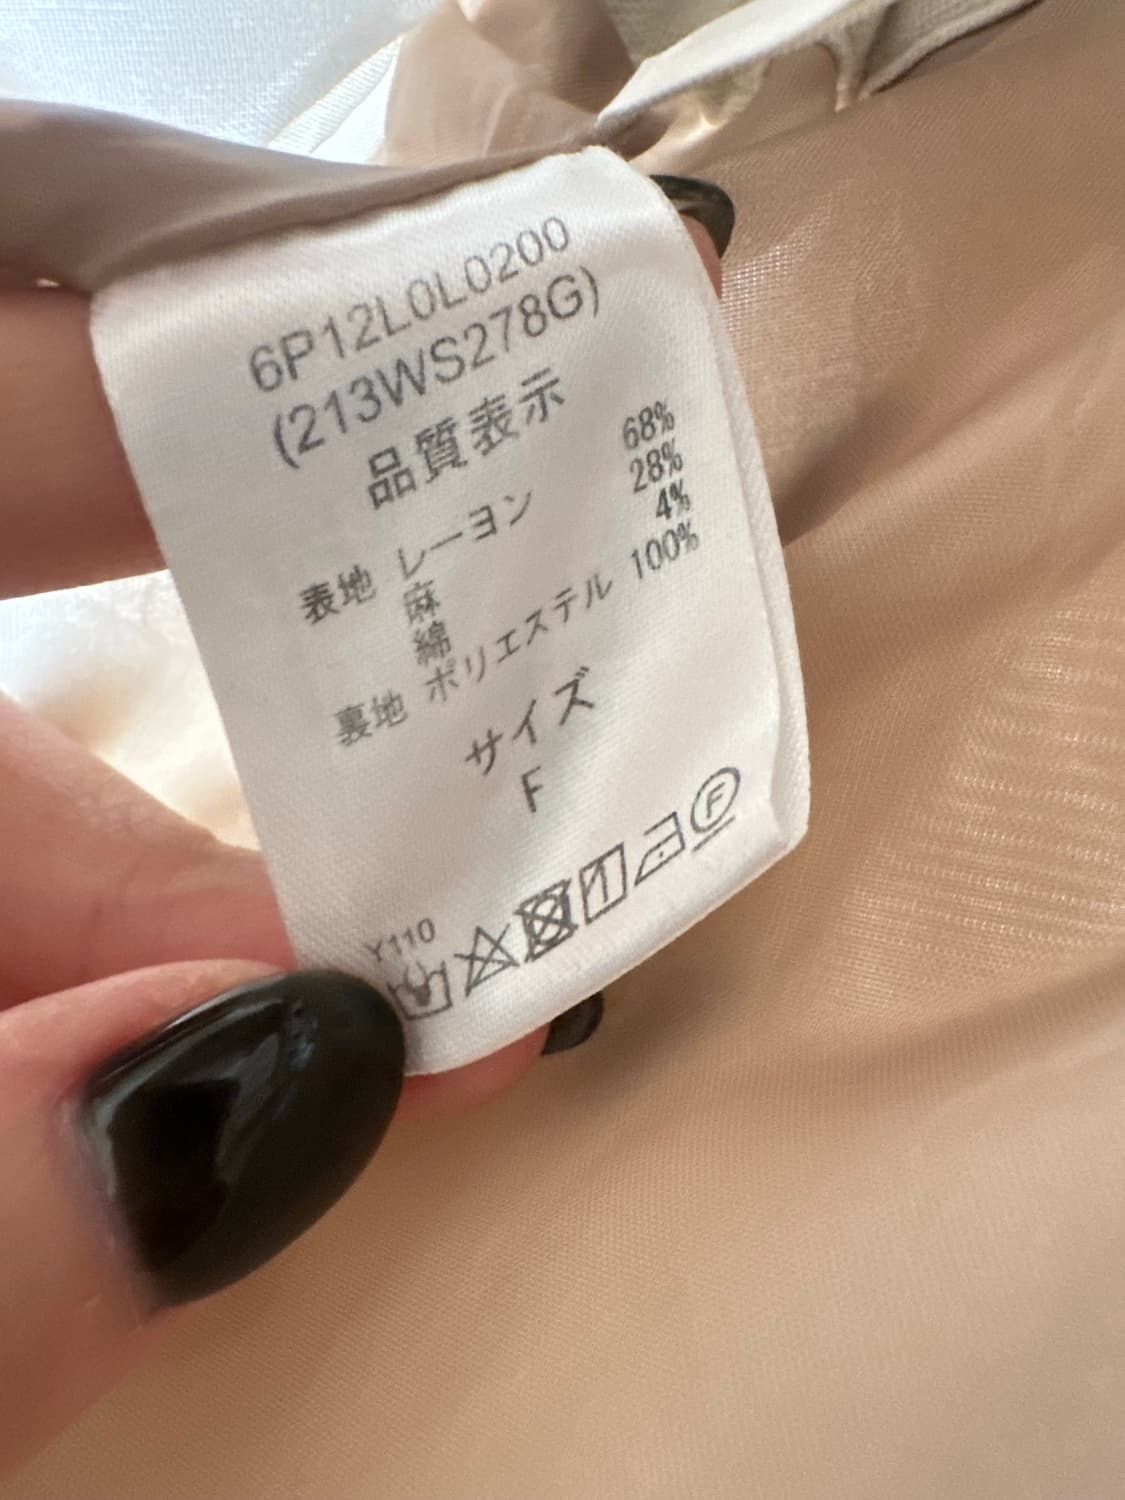 6P12L0L0200
(213WS278G)
品質表示
表地 レーヨン 68%
麻 28%
綿 4%
裏地 ポリエステル 100%
サイズ
F
Y110
F